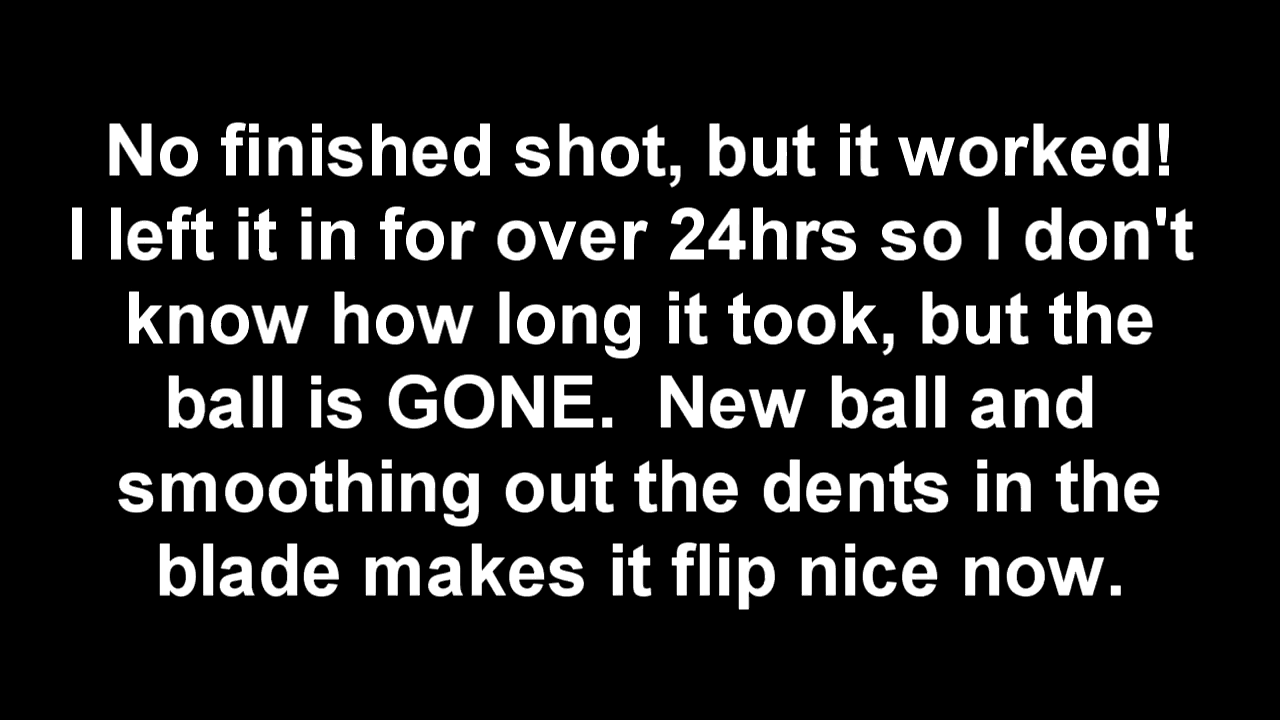 No finished shot, but it worked!
I left it in for over 24hrs so I don't
know how long it took, but the
ball is GONE.  New ball and
smoothing out the dents in the
blade makes it flip nice now.